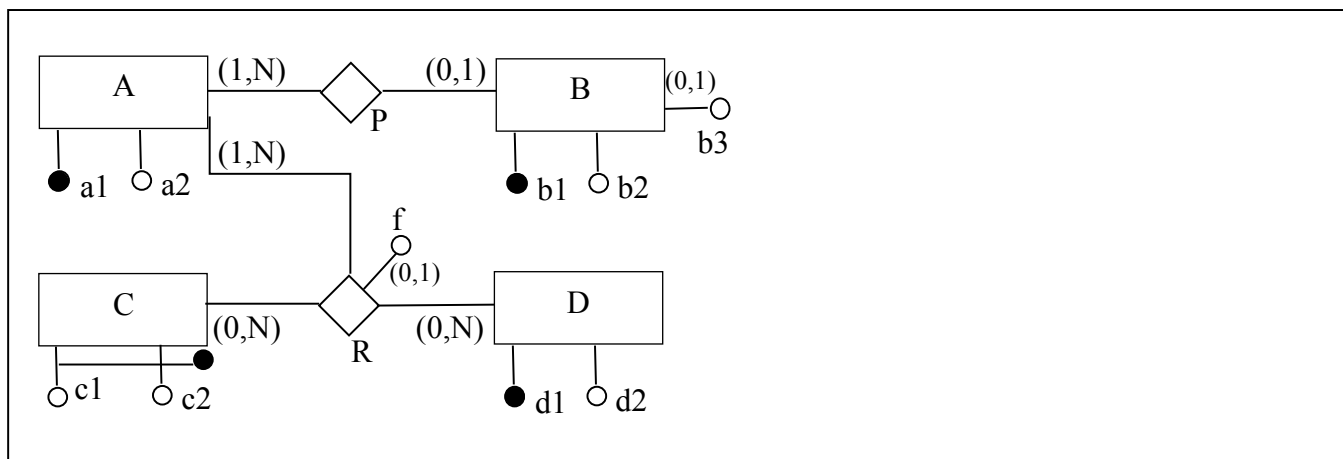 A (1,N) P (0,1) B (0,1) b3
a1 a2 (1,N) b1 b2
f
(0,1)
C (0,N) R (0,N) D
c1 c2 d1 d2